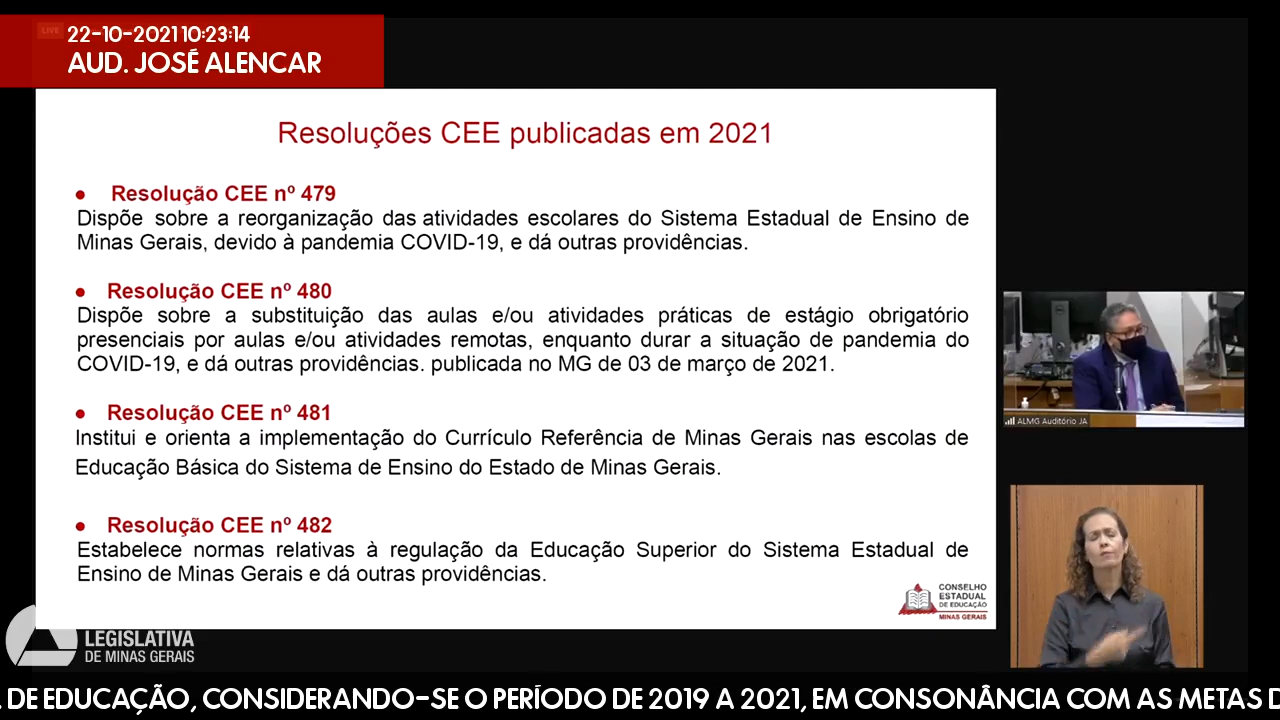 LIVE
22-10-2021 10:23:14
AUD. JOSÉ ALENCAR
Resoluções CEE publicadas em 2021
● Resolução CEE nº 479
Dispõe sobre a reorganização das atividades escolares do Sistema Estadual de Ensino de
Minas Gerais, devido à pandemia COVID-19, e dá outras providências.
● Resolução CEE nº 480
Dispõe sobre a substituição das aulas e/ou atividades práticas de estágio obrigatório
presenciais por aulas e/ou atividades remotas, enquanto durar a situação de pandemia do
COVID-19, e dá outras providências. publicada no MG de 03 de março de 2021.
● Resolução CEE nº 481
Institui e orienta a implementação do Currículo Referência de Minas Gerais nas escolas de
Educação Básica do Sistema de Ensino do Estado de Minas Gerais.
● Resolução CEE nº 482
Estabelece normas relativas à regulação da Educação Superior do Sistema Estadual de
Ensino de Minas Gerais e dá outras providências.
CONSELHO
ESTADUAL
DE EDUCAÇÃO
MINAS GERAIS
ALMG Auditório JA
LEGISLATIVA
DE MINAS GERAIS
. DE EDUCAÇÃO, CONSIDERANDO-SE O PERÍODO DE 2019 A 2021, EM CONSONÂNCIA COM AS METAS D